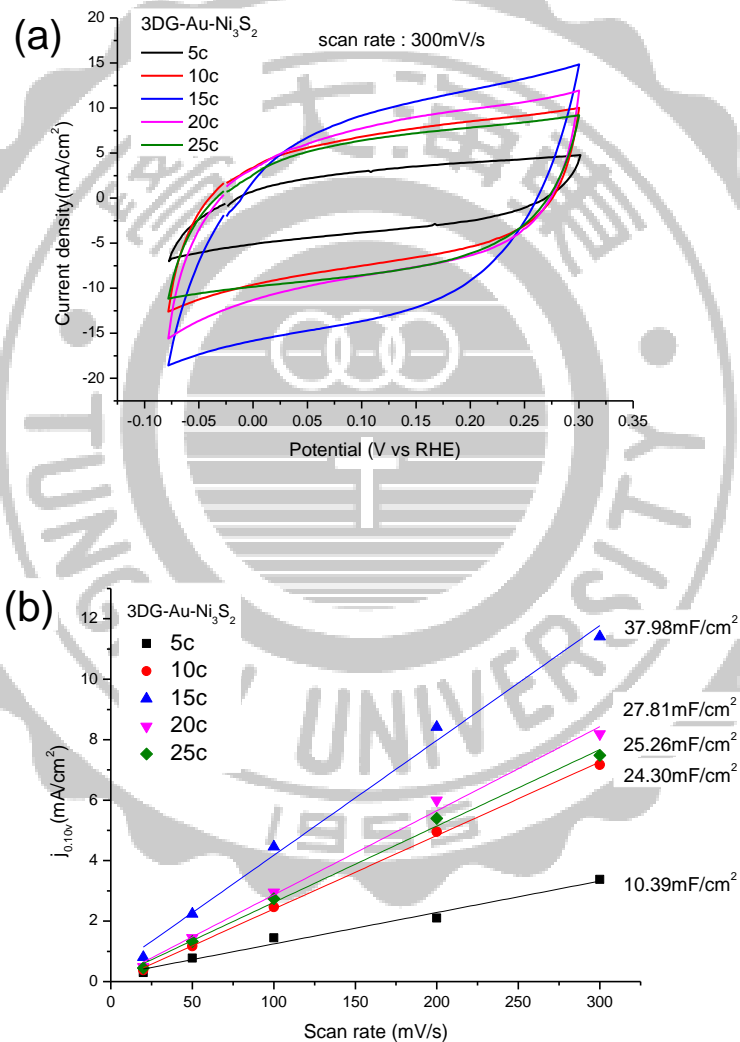 (a)
3DG-Au-Ni₃S₂
5c
10c
15c
20c
25c
scan rate : 300mV/s
Current density(mA/cm²)
20
15
10
5
0
-5
-10
-15
-20
-0.10 -0.05 0.00 0.05 0.10 0.15 0.20 0.25 0.30 0.35
Potential (V vs RHE)
(b)
3DG-Au-Ni₃S₂
5c
10c
15c
20c
25c
37.98mF/cm²
27.81mF/cm²
25.26mF/cm²
24.30mF/cm²
10.39mF/cm²
j0.10v(mA/cm²)
12
10
8
6
4
2
0
0 50 100 150 200 250 300
Scan rate (mV/s)
UNIVERSITY
1955